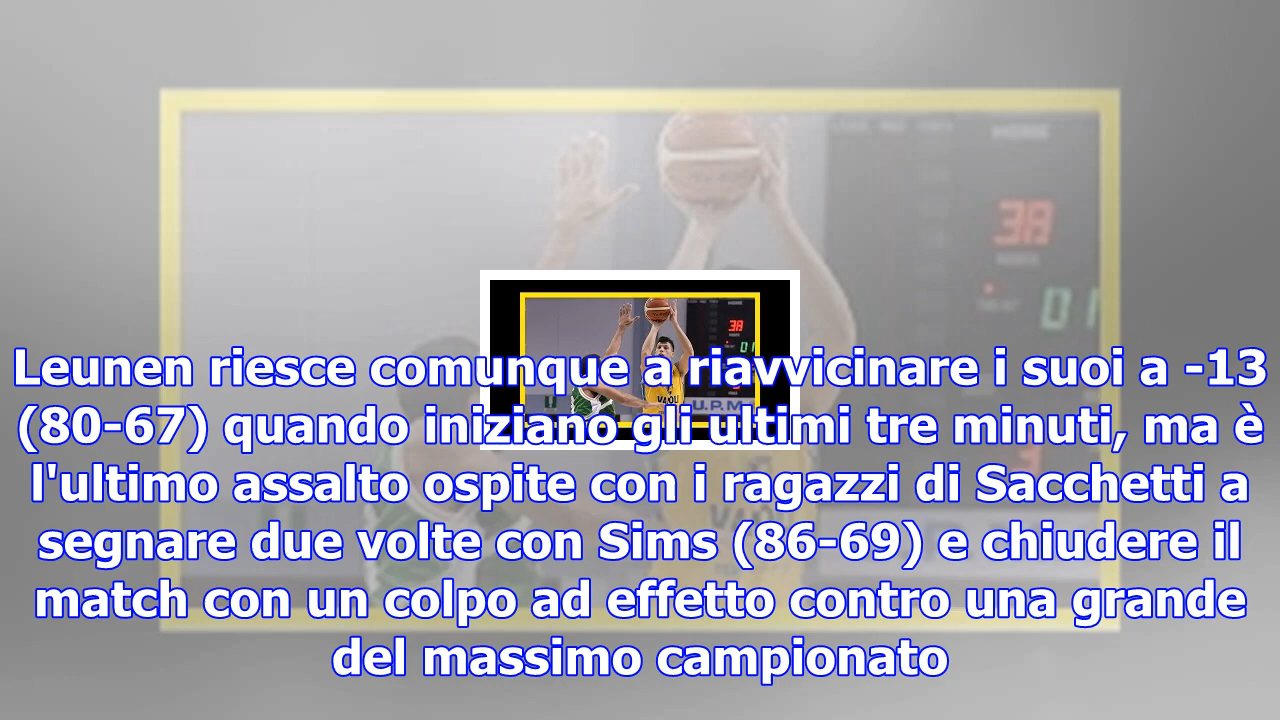 38
01
U.P.M
Leunen riesce comunque a riavvicinare i suoi a -13
(80-67) quando iniziano gli ultimi tre minuti, ma è
l'ultimo assalto ospite con i ragazzi di Sacchetti a
segnare due volte con Sims (86-69) e chiudere il
match con un colpo ad effetto contro una grande
del massimo campionato